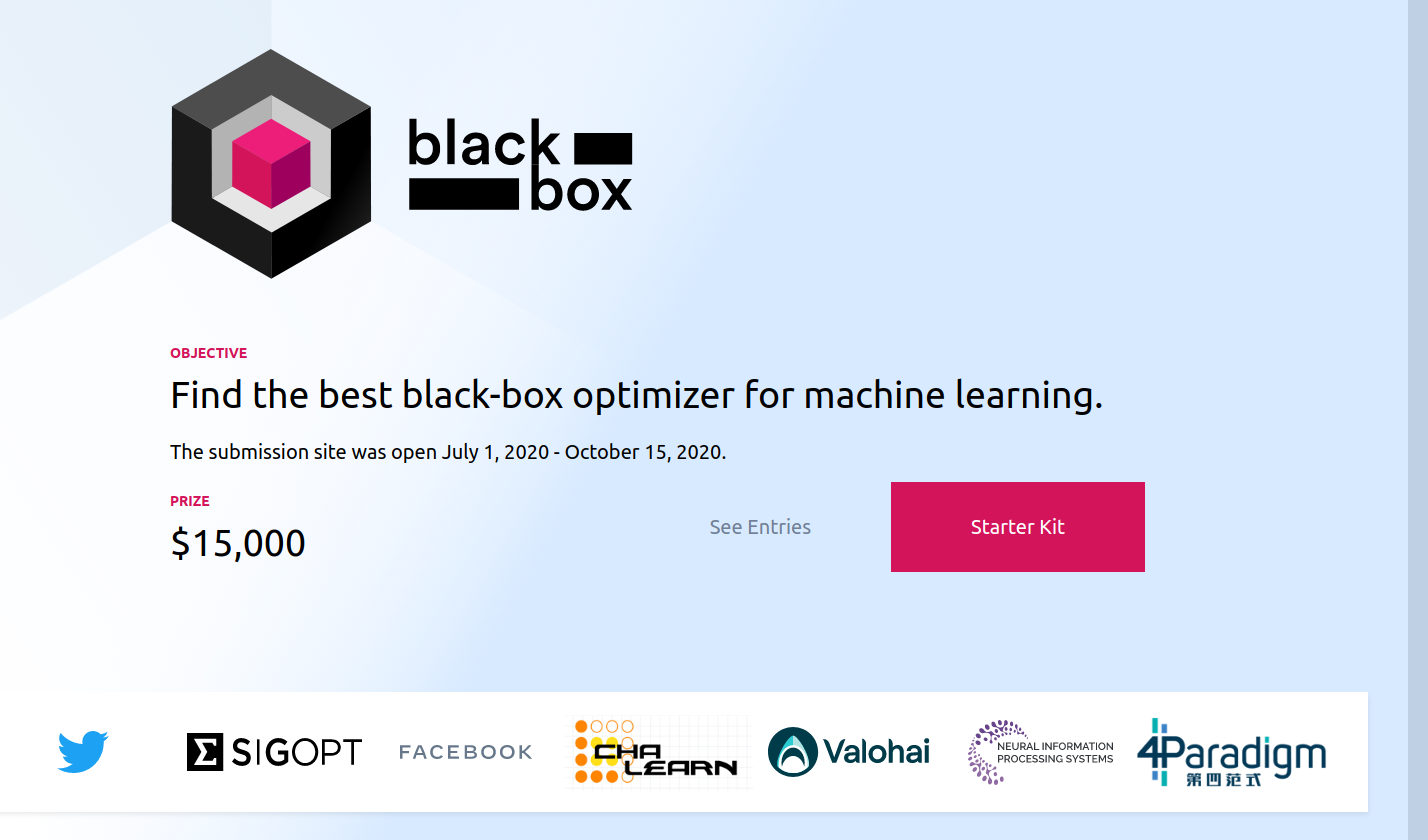 black
box
OBJECTIVE
Find the best black-box optimizer for machine learning.
The submission site was open July 1, 2020 - October 15, 2020.
PRIZE
$15,000
See Entries
Starter Kit
SIGOPT
FACEBOOK
CHA
LEARN
Valohai
NEURAL INFORMATION
PROCESSING SYSTEMS
4Paradigm
第四范式